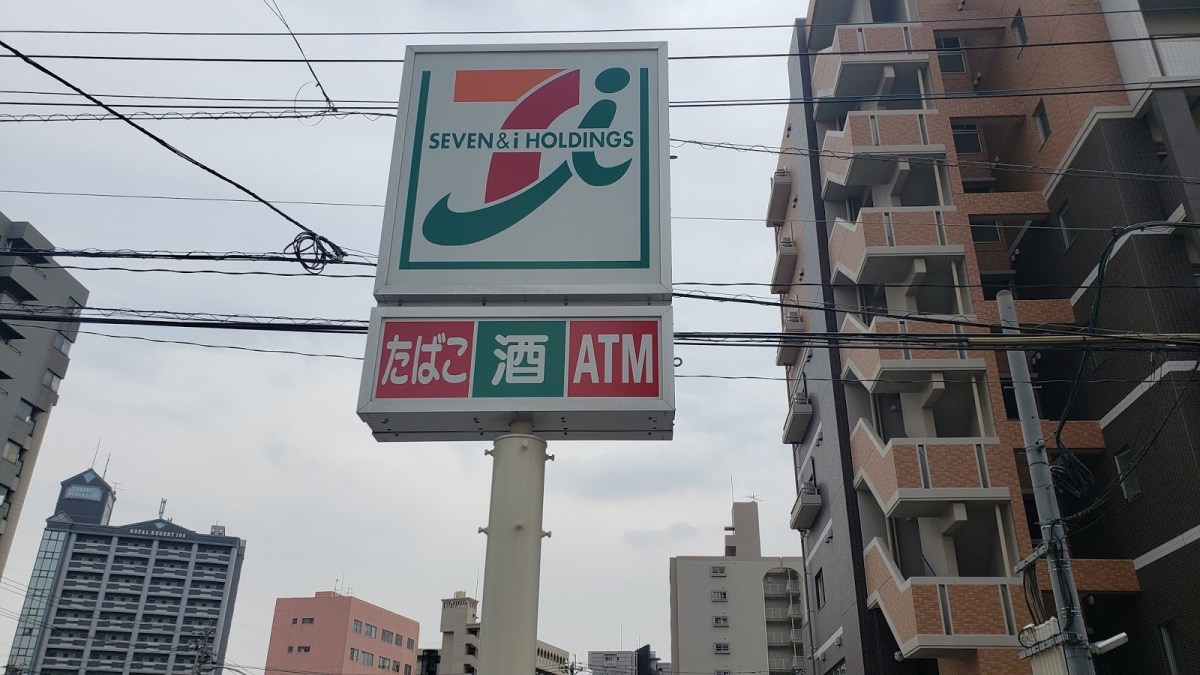 SEVEN & i HOLDINGS
たばこ 酒 ATM